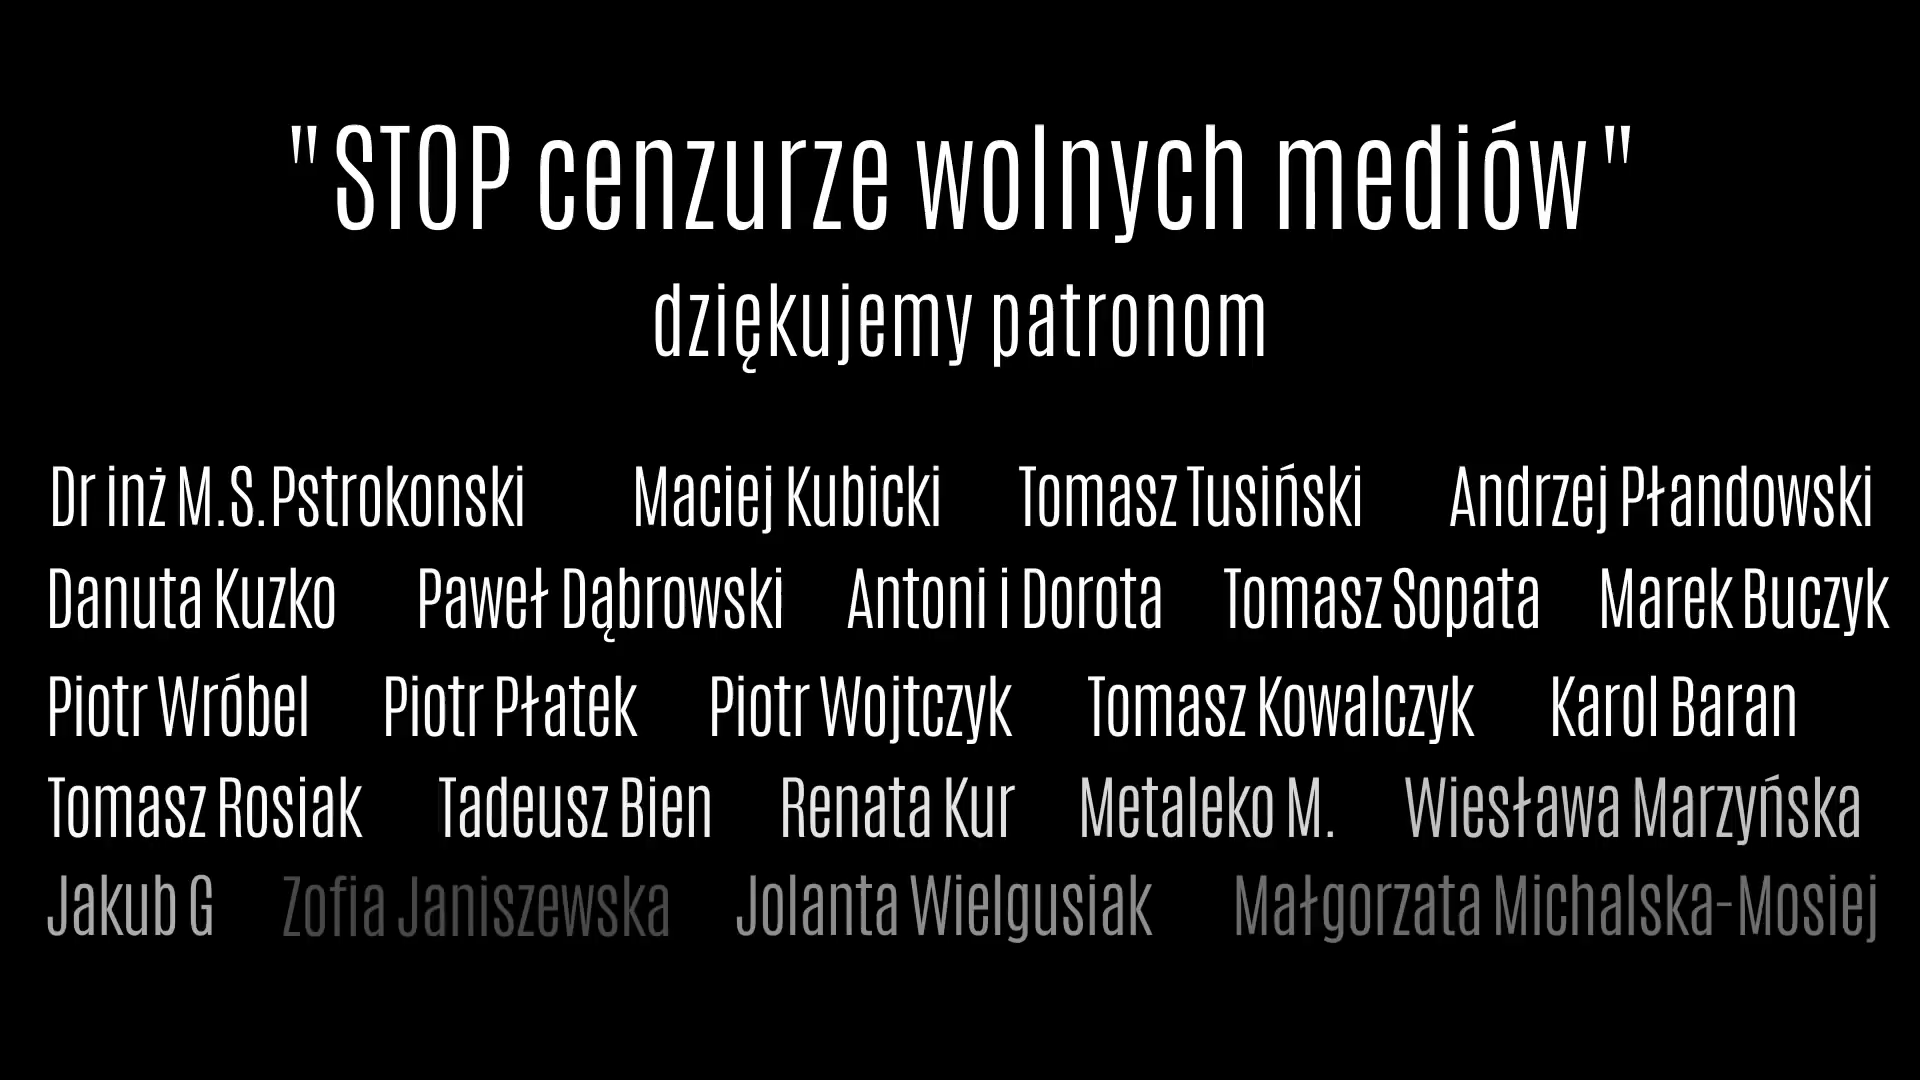 "STOP cenzurze wolnych mediów"
dziękujemy patronom
Dr inż M.S.Pstrokonski Maciej Kubicki Tomasz Tusiński Andrzej Płandowski
Danuta Kuzko Paweł Dąbrowski Antoni i Dorota Tomasz Sopata Marek Buczyk
Piotr Wróbel Piotr Płatek Piotr Wojtczyk Tomasz Kowalczyk Karol Baran
Tomasz Rosiak Tadeusz Bien Renata Kur Metaleko M. Wiesława Marzyńska
Jakub G Zofia Janiszewska Jolanta Wielgusiak Małgorzata Michalska-Mosiej